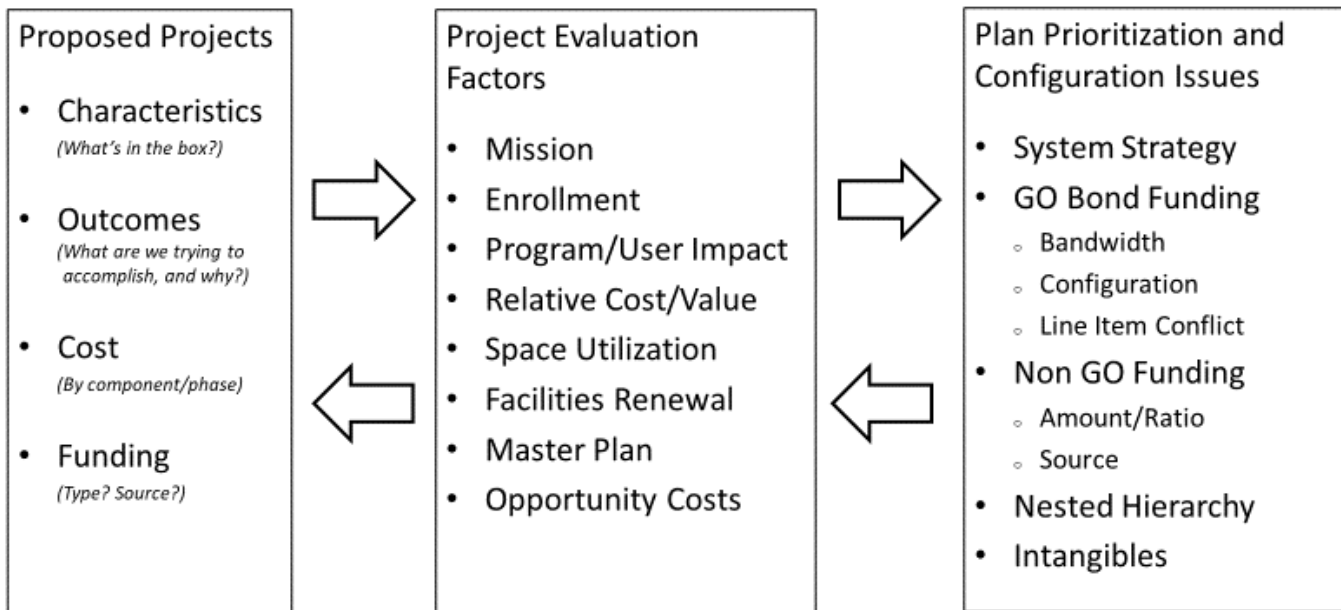 Proposed Projects
• Characteristics
(What's in the box?)
• Outcomes
(What are we trying to
accomplish, and why?)
• Cost
(By component/phase)
• Funding
(Type? Source?)
Project Evaluation
Factors
• Mission
• Enrollment
• Program/User Impact
• Relative Cost/Value
• Space Utilization
• Facilities Renewal
• Master Plan
• Opportunity Costs
Plan Prioritization and
Configuration Issues
• System Strategy
• GO Bond Funding
○ Bandwidth
○ Configuration
○ Line Item Conflict
• Non GO Funding
○ Amount/Ratio
○ Source
• Nested Hierarchy
• Intangibles